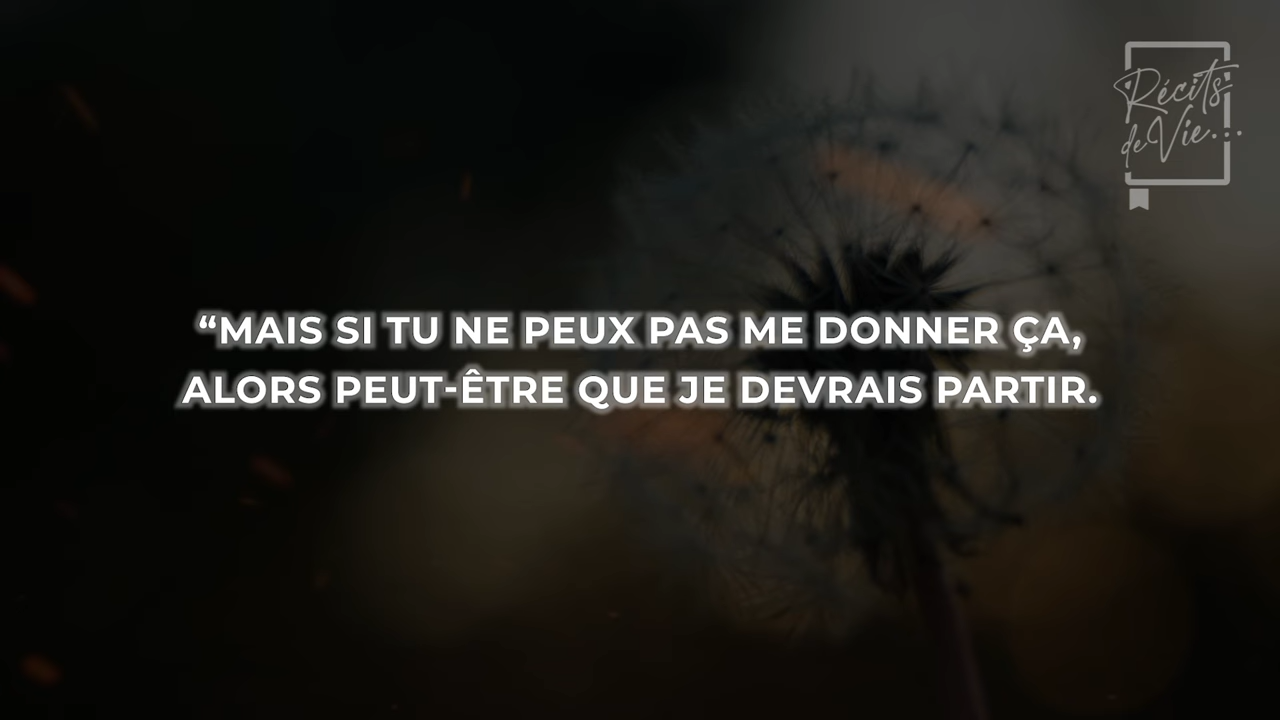 Récits
de Vie...
“MAIS SI TU NE PEUX PAS ME DONNER ÇA,
ALORS PEUT-ÊTRE QUE JE DEVRAIS PARTIR.